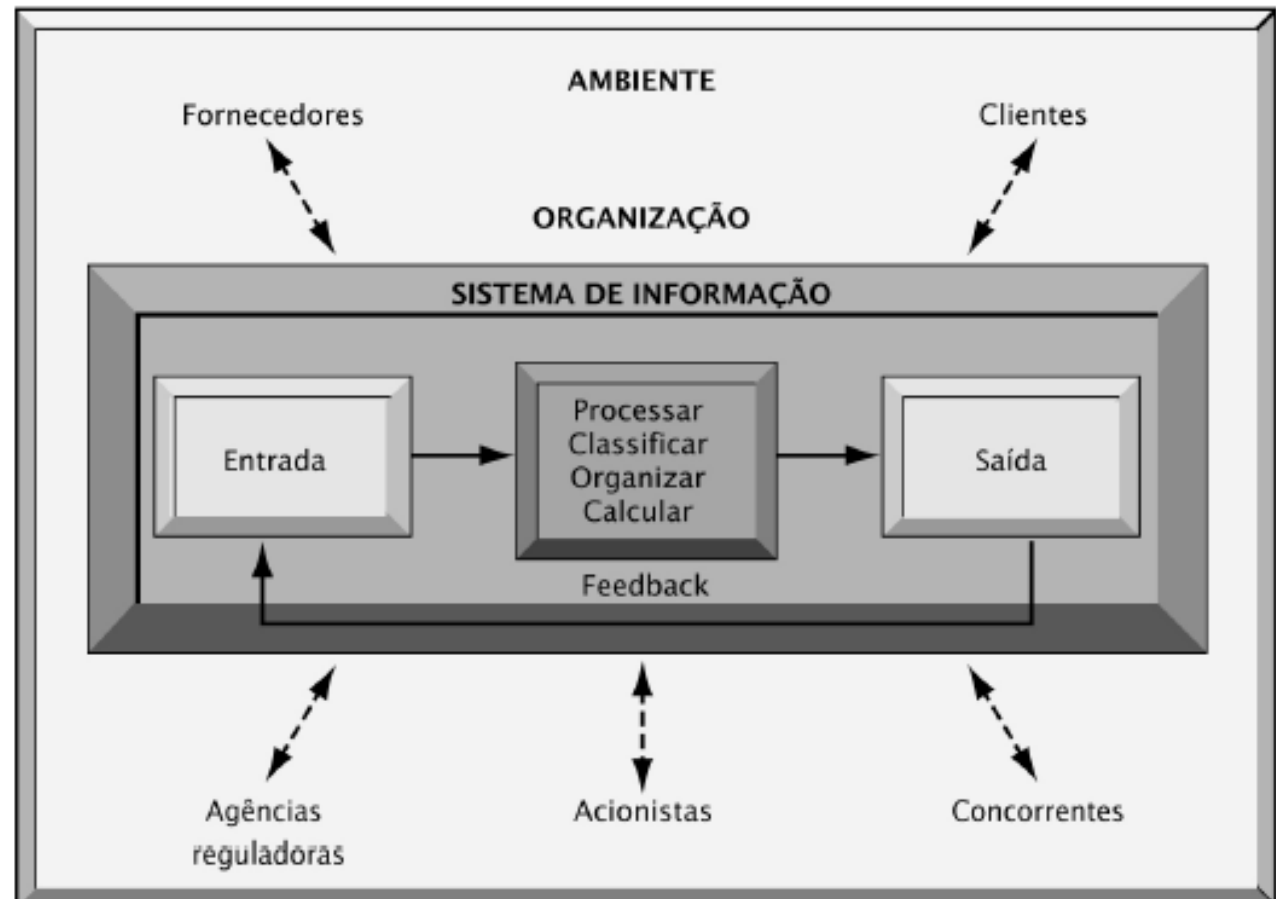 AMBIENTE
Fornecedores
Clientes
ORGANIZAÇÃO
SISTEMA DE INFORMAÇÃO
Entrada
Processar
Classificar
Organizar
Calcular
Saída
Feedback
Agências
reguladoras
Acionistas
Concorrentes